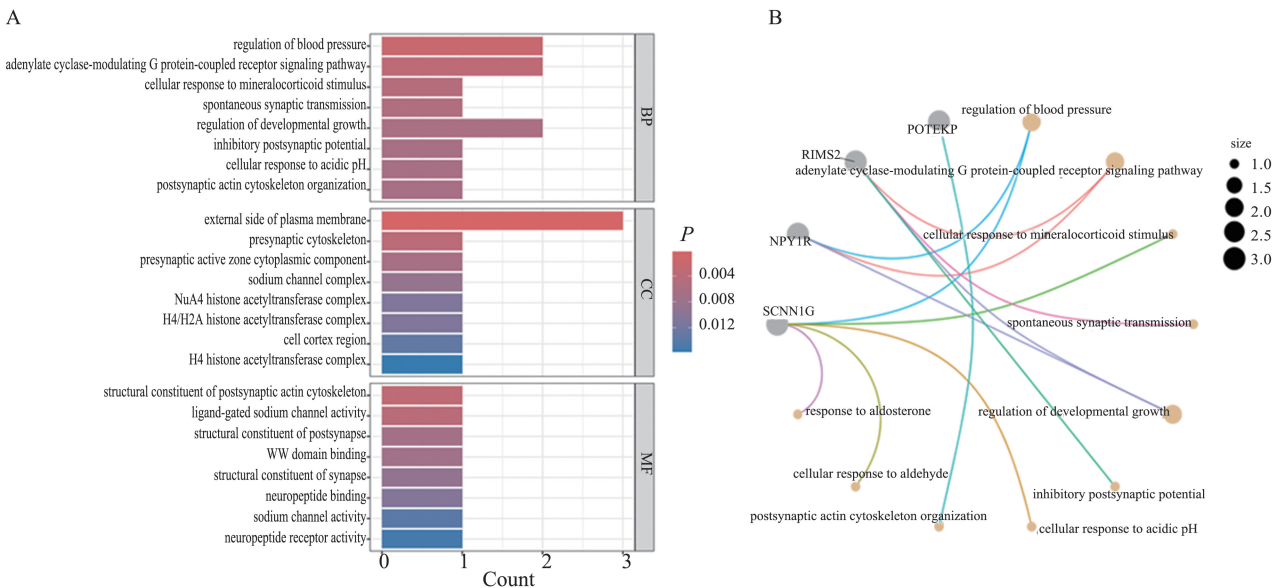 A
regulation of blood pressure
adenylate cyclase-modulating G protein-coupled receptor signaling pathway
cellular response to mineralocorticoid stimulus
spontaneous synaptic transmission
regulation of developmental growth
inhibitory postsynaptic potential
cellular response to acidic pH
postsynaptic actin cytoskeleton organization
BP
external side of plasma membrane
presynaptic cytoskeleton
presynaptic active zone cytoplasmic component
sodium channel complex
NuA4 histone acetyltransferase complex
H4/H2A histone acetyltransferase complex
cell cortex region
H4 histone acetyltransferase complex
CC
structural constituent of postsynaptic actin cytoskeleton
ligand-gated sodium channel activity
structural constituent of postsynapse
WW domain binding
structural constituent of synapse
neuropeptide binding
sodium channel activity
neuropeptide receptor activity
MF
0 1 2 3
Count
P
0.004
0.008
0.012
B
regulation of blood pressure
POTEKP
RIMS2
adenylate cyclase-modulating G protein-coupled receptor signaling pathway
NPY1R
cellular response to mineralocorticoid stimulus
SCNN1G
spontaneous synaptic transmission
response to aldosterone
regulation of developmental growth
cellular response to aldehyde
inhibitory postsynaptic potential
postsynaptic actin cytoskeleton organization
cellular response to acidic pH
size
1.0
1.5
2.0
2.5
3.0